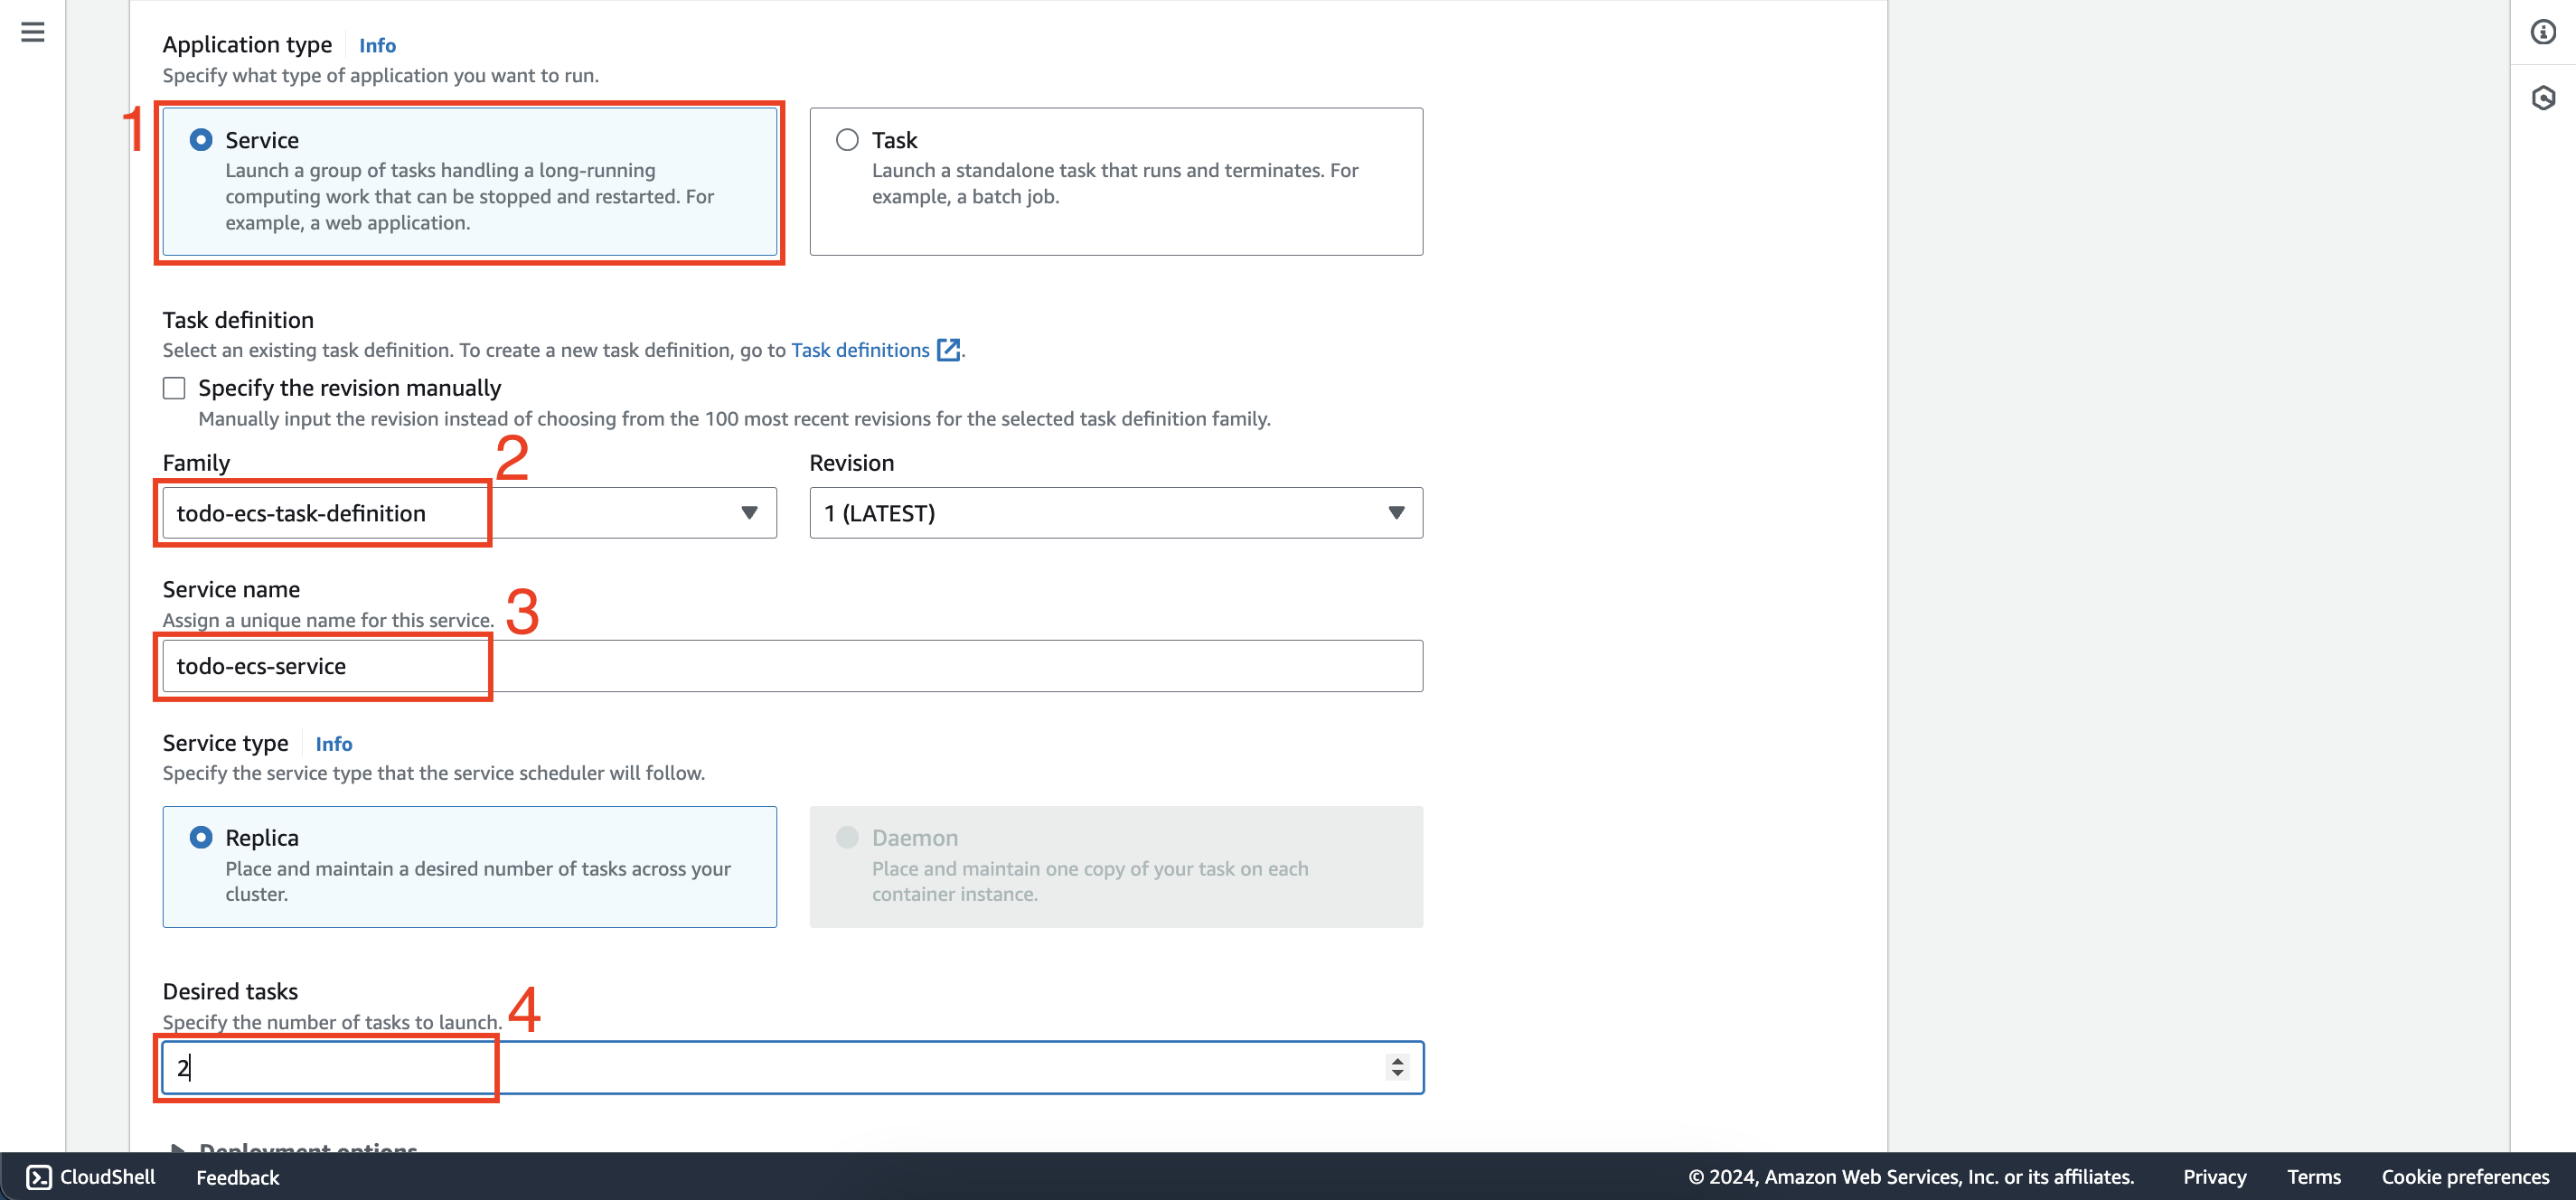 Application type Info
Specify what type of application you want to run.
1
Service
Launch a group of tasks handling a long-running
computing work that can be stopped and restarted. For
example, a web application.
Task
Launch a standalone task that runs and terminates. For
example, a batch job.
Task definition
Select an existing task definition. To create a new task definition, go to Task definitions.
Specify the revision manually
Manually input the revision instead of choosing from the 100 most recent revisions for the selected task definition family.
Family
2
todo-ecs-task-definition
Revision
1 (LATEST)
Service name
Assign a unique name for this service.
3
todo-ecs-service
Service type Info
Specify the service type that the service scheduler will follow.
Replica
Place and maintain a desired number of tasks across your
cluster.
Daemon
Place and maintain one copy of your task on each
container instance.
Desired tasks
Specify the number of tasks to launch.
4
2
Deployment options
CloudShell Feedback © 2024, Amazon Web Services, Inc. or its affiliates. Privacy Terms Cookie preferences